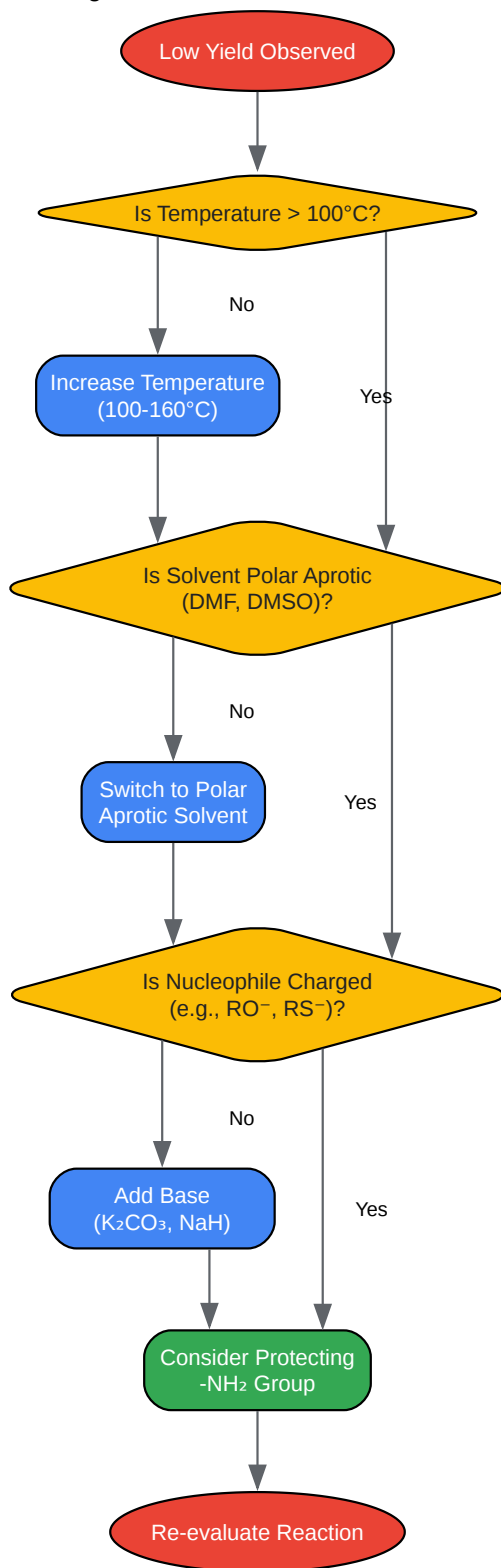 Low Yield Observed
Is Temperature > 100°C?
No
Increase Temperature
(100-160°C)
Yes
Is Solvent Polar Aprotic
(DMF, DMSO)?
No
Switch to Polar
Aprotic Solvent
Yes
Is Nucleophile Charged
(e.g., RO⁻, RS⁻)?
No
Add Base
(K₂CO₃, NaH)
Yes
Consider Protecting
-NH₂ Group
Re-evaluate Reaction